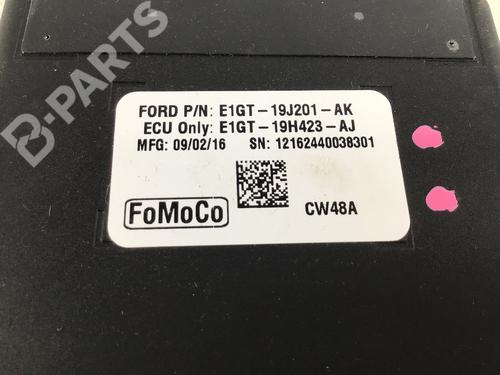 B-PARTS
FORD P/N: E1GT-19J201-AK
ECU Only: E1GT-19H423-AJ
MFG: 09/02/16 SN: 12162440038301
FoMoCo
CW48A